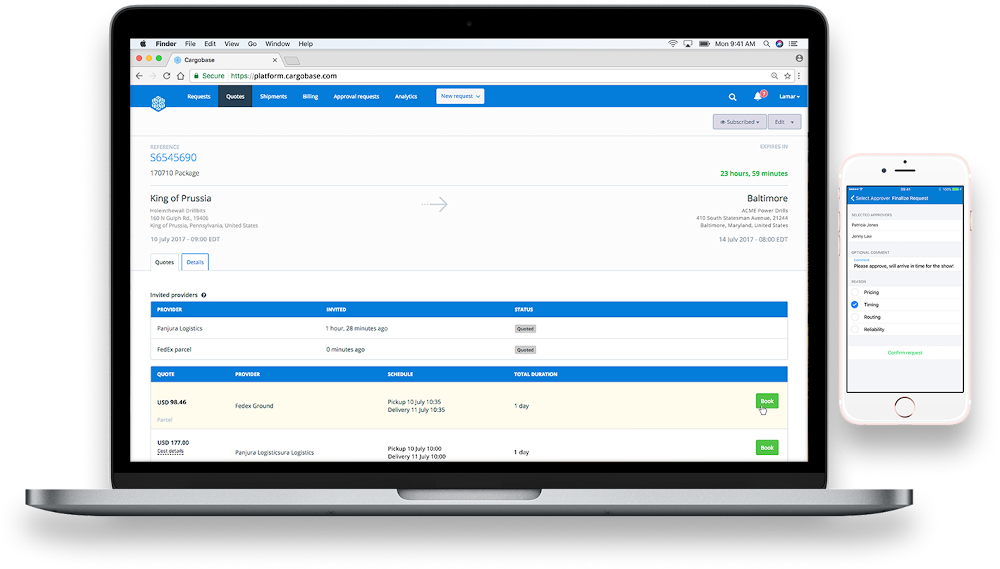 Finder File Edit View Go Window Help Mon 9:41 AM
Cargobase
Secure https://platform.cargobase.com
Requests Quotes Shipments Billing Approval requests Analytics New request 7 Lamar
Subscribed Edit
REFERENCE EXPIRES IN
S6545690
170710 Package 23 hours, 59 minutes
King of Prussia Baltimore
Holeinthewall Drillbits ACME Power Drills
160 N Gulph Rd., 19406 410 South Statesman Avenue, 21244
King of Prussia, Pennsylvania, United States Baltimore, Maryland, United States
10 july 2017 - 09:00 EDT 14 July 2017 - 08:00 EDT
Quotes Details
Invited providers
PROVIDER INVITED STATUS
Panjura Logistics 1 hour, 28 minutes ago Quoted
FedEx parcel 0 minutes ago Quoted
QUOTE PROVIDER SCHEDULE TOTAL DURATION
USD 98.46 Fedex Ground Pickup 10 July 10:35 1 day Book
Delivery 11 July 10:35
Parcel
USD 177.00 Panjura Logisticsura Logistics Pickup 10 July 10:00 1 day Book
Cost details Delivery 11 July 10:00
09:41 100%
Select Approver Finalize Request
SELECTED APPROVERS
Patricia Jones
Jenny Law
OPTIONAL COMMENT
Comment
Please approve, will arrive in time for the show!
REASON
Pricing
Timing
Routing
Reliability
Confirm request